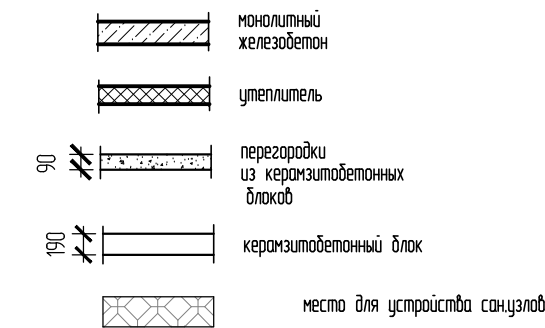 монолитный
железобетон
утеплитель
90
перегородки
из керамзитобетонных
блоков
190
керамзитобетонный блок
место для устройства сан.узлов